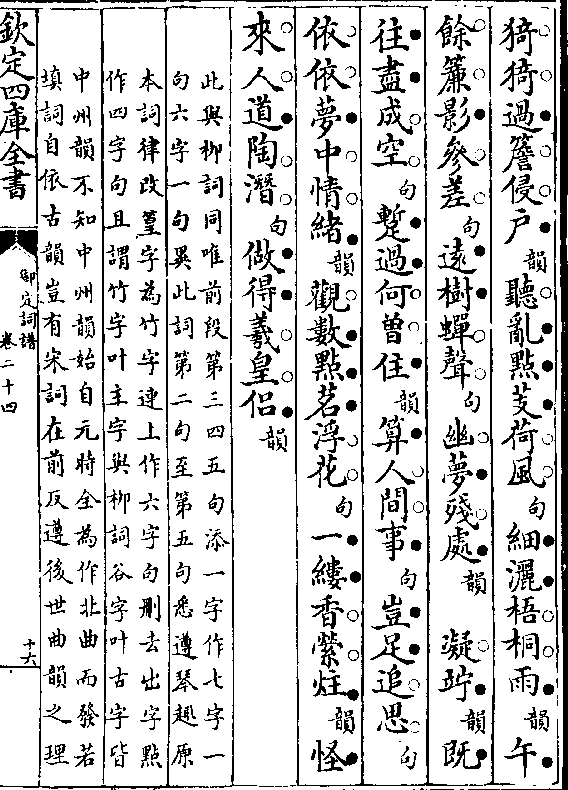 猗猗過簷侵戶韻聽亂點芰荷風句細灑梧桐雨韻午
餘簾影參差句遠樹蟬聲句幽夢殘處韻　凝竚韻既
往盡成空句蹔過何曾住韻算人間事句豈足追思句
依依夢中情緒韻觀數點茗浮花句一縷香縈炷韻怪
來人道陶潛句做得羲皇侶韻
此與柳詞同唯前段第三四五句添一字作七字一
句六字一句異此詞第二句至第五句悉遵琴趣原
本詞律改篁字為竹字連上作六字句刪去出字點
作四字句且謂竹字叶主字與柳詞谷字叶古字皆
中州韻不知中州韻始自元時全為作北曲而發若
填詞自依古韻豈有宋詞在前反遵後世曲韻之理
欽定四庫全書
御定詞譜
卷二十四
十六